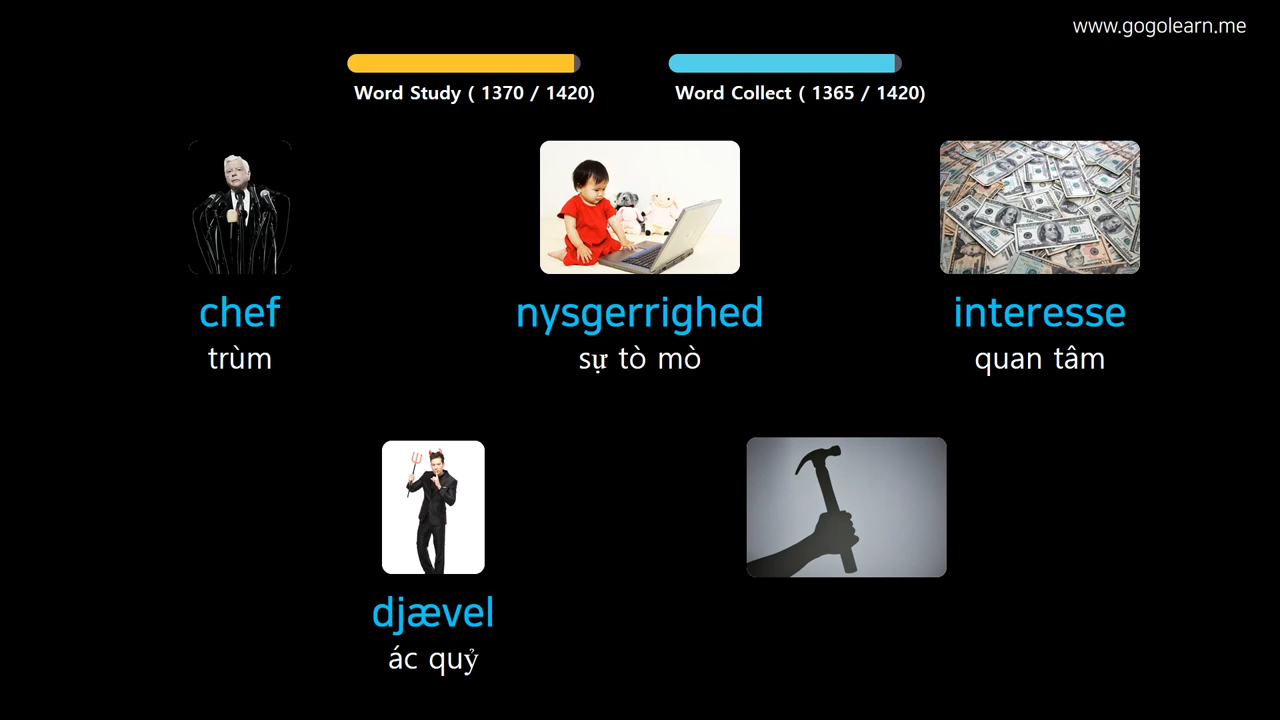 www.gogolearn.me
Word Study ( 1370 / 1420)
Word Collect ( 1365 / 1420)
chef
trùm
nysgerrighed
sự tò mò
interesse
quan tâm
djævel
ác quỷ